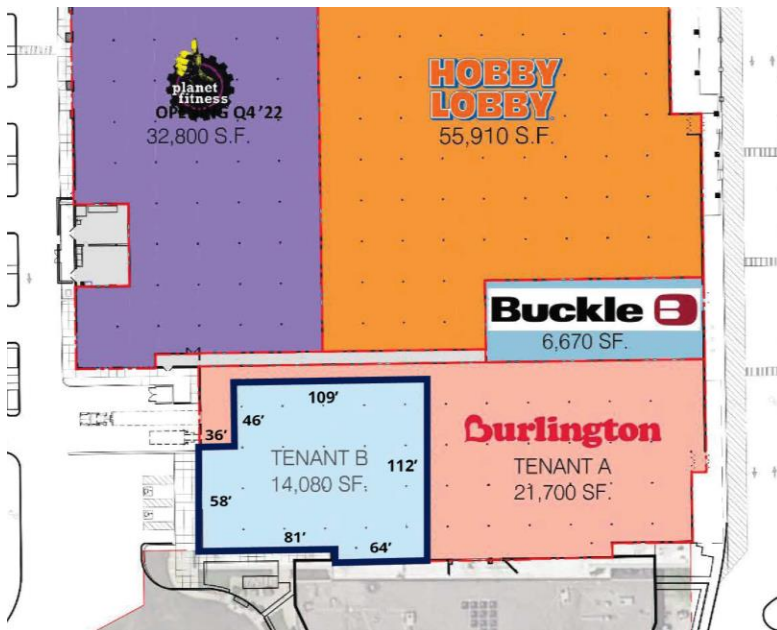 planet
fitness
OPENING Q4 '22
32,800 S.F.
HOBBY
LOBBY
55,910 S.F.
Buckle B
6,670 SF.
109'
46'
36'
TENANT B
14,080 SF.
112'
58'
81'
64'
Burlington
TENANT A
21,700 SF.